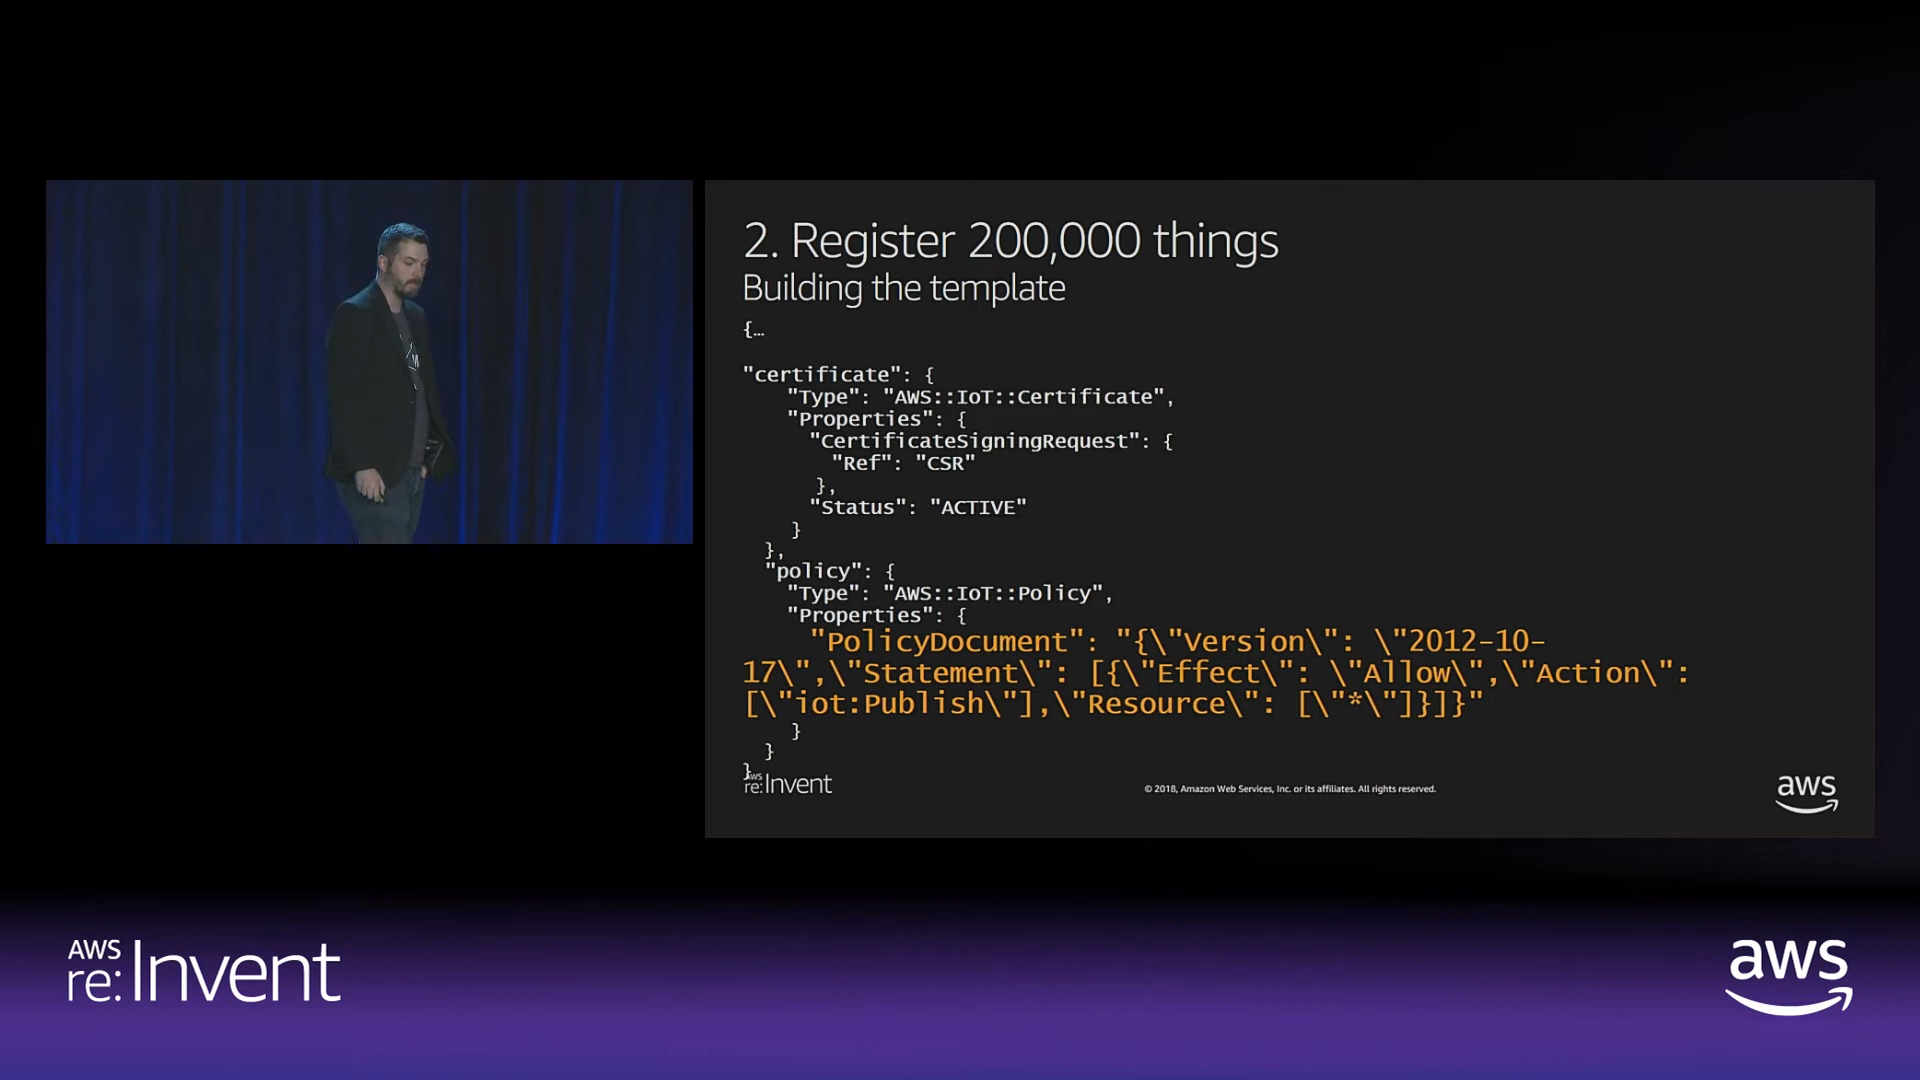 2. Register 200,000 things
Building the template
{…
"certificate": {
"Type": "AWS::IoT::Certificate",
"Properties": {
"CertificateSigningRequest": {
"Ref": "CSR"
},
"Status": "ACTIVE"
}
},
"policy": {
"Type": "AWS::IoT::Policy",
"Properties": {
"PolicyDocument": "{\"Version\": \"2012-10-
17\",\"Statement\": [{\"Effect\": \"Allow\",\"Action\":
[\"iot:Publish\"],\"Resource\": [\"*\"]}]}"
}
}
}
aws
re:Invent
© 2018, Amazon Web Services, Inc. or its affiliates. All rights reserved.
aws
AWS
re:Invent
aws